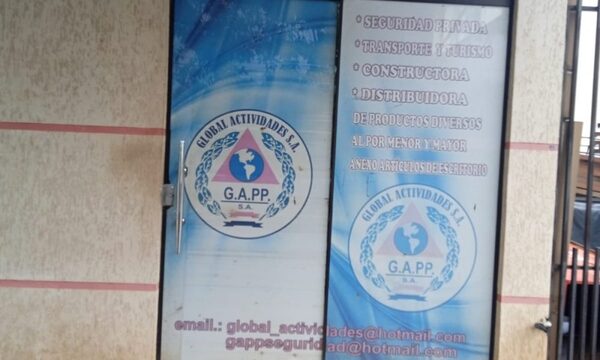 * SEGURIDAD PRIVADA
* TRANSPORTE Y TURISMO
* CONSTRUCTORA
* DISTRIBUIDORA
DE PRODUCTOS DIVERSOS
AL POR MENOR Y MAYOR
ANEXO ARTICULOS DE ESCRITORIO
GLOBAL ACTIVIDADES S.A.
G.A.PP.
S.A.
GLOBAL ACTIVIDADES S.A.
G.A.PP.
S.A.
email.: global_actividades@hotmail.com
gappseguridad@hotmail.com